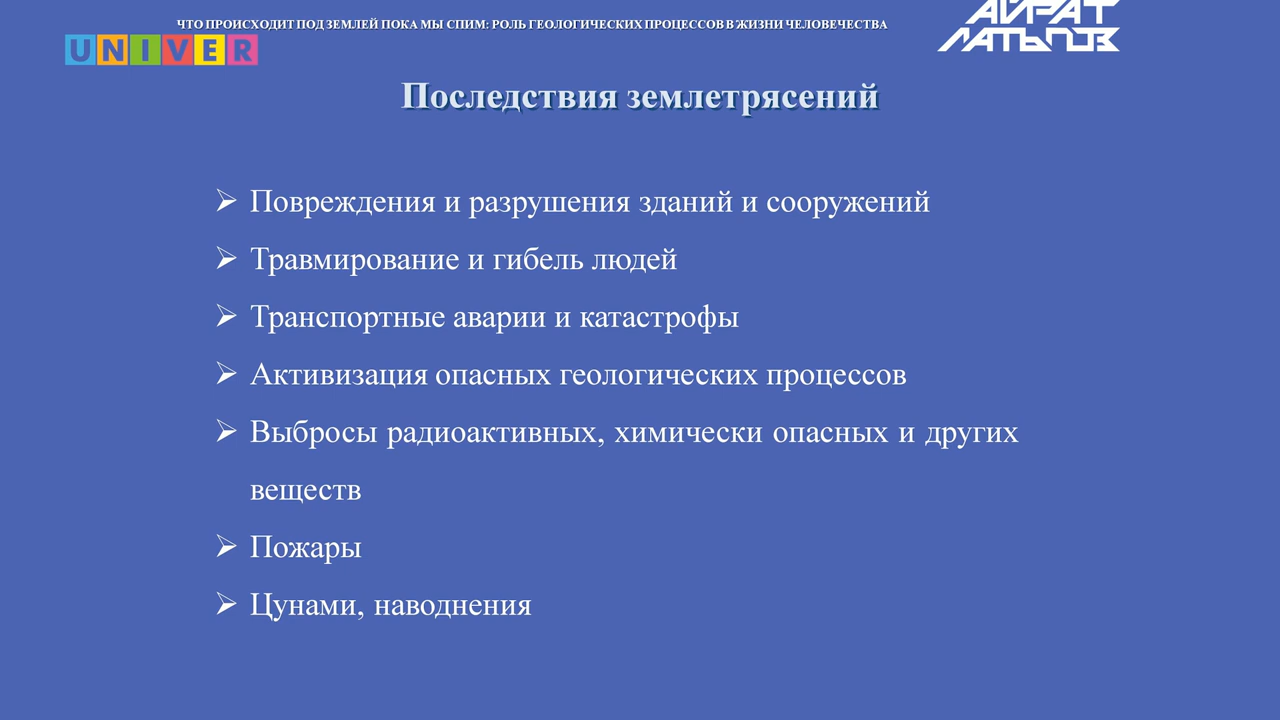 ЧТО ПРОИСХОДИТ ПОД ЗЕМЛЕЙ ПОКА МЫ СПИМ: РОЛЬ ГЕОЛОГИЧЕСКИХ ПРОЦЕССОВ В ЖИЗНИ ЧЕЛОВЕЧЕСТВА
UNIVER
АЙРАТ
ЛАТЫПОВ
Последствия землетрясений
➢ Повреждения и разрушения зданий и сооружений
➢ Травмирование и гибель людей
➢ Транспортные аварии и катастрофы
➢ Активизация опасных геологических процессов
➢ Выбросы радиоактивных, химически опасных и других
веществ
➢ Пожары
➢ Цунами, наводнения